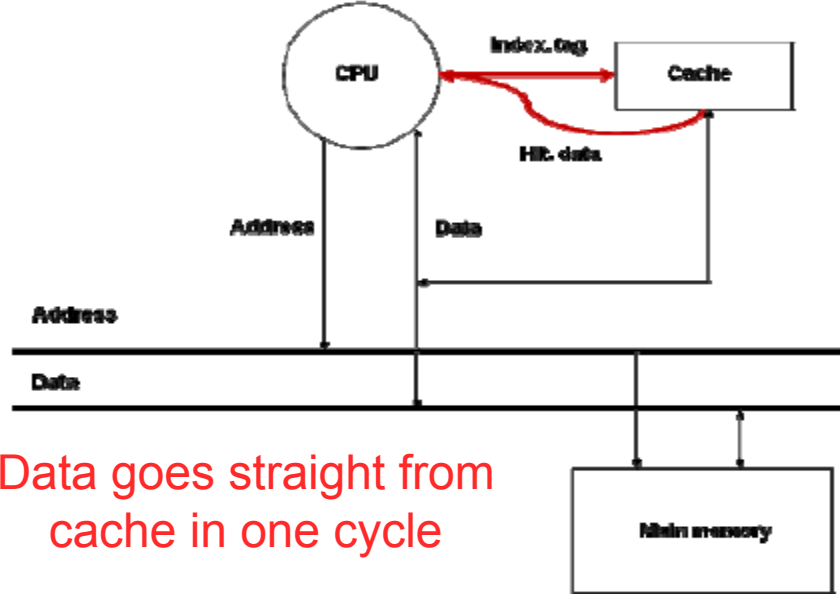 Index, tag
CPU
Cache
Hit, data
Address
Data
Address
Data
Data goes straight from
cache in one cycle
Main memory